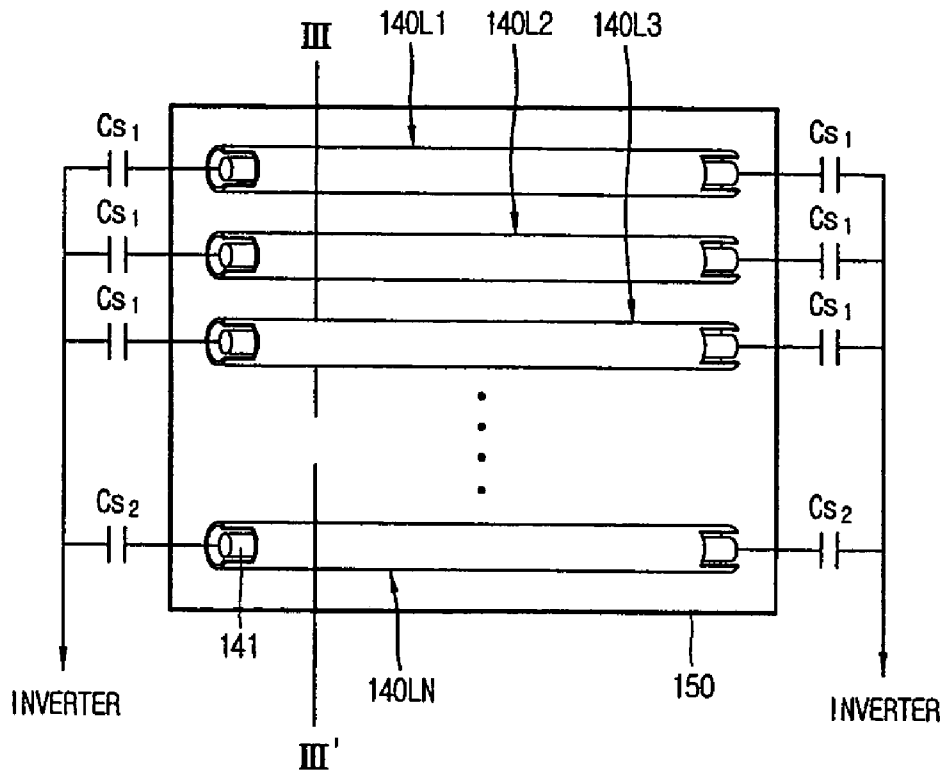 III 140L1 140L2 140L3
Cs1 Cs1
Cs1 Cs1
Cs1 Cs1
Cs2 Cs2
141 140LN 150
INVERTER INVERTER
III'